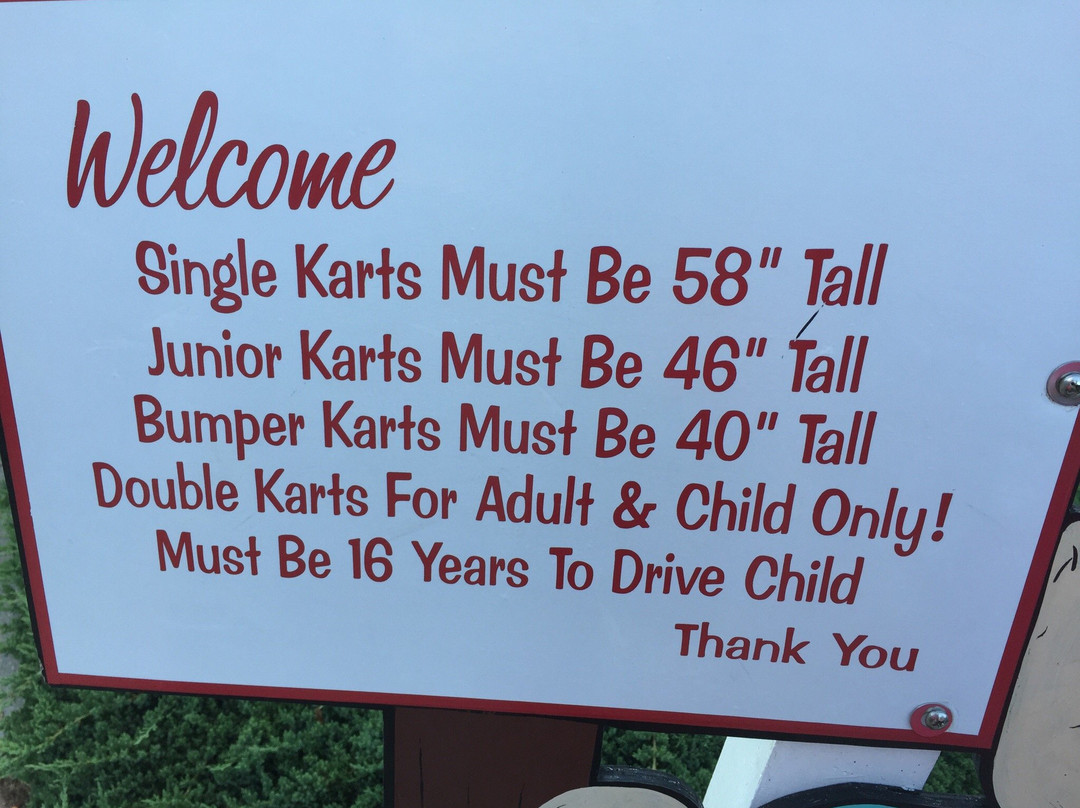 Welcome
Single Karts Must Be 58" Tall
Junior Karts Must Be 46" Tall
Bumper Karts Must Be 40" Tall
Double Karts For Adult & Child Only!
Must Be 16 Years To Drive Child
Thank You